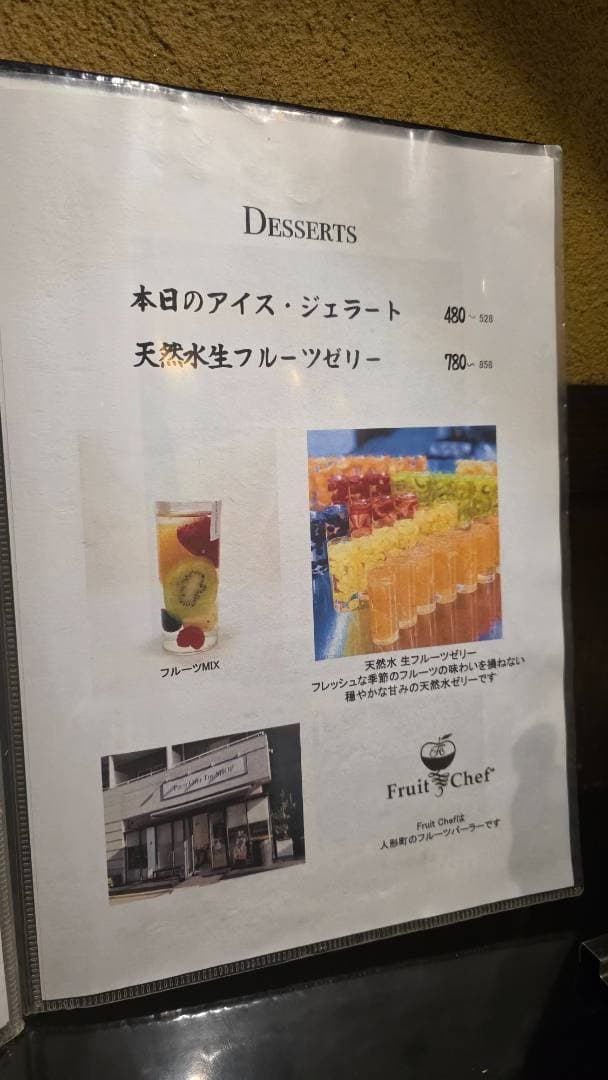 DESSERTS
本日のアイス・ジェラート 480~ 528
天然水生フルーツゼリー 780~ 858
フルーツMIX
天然水 生フルーツゼリー
フレッシュな季節のフルーツの味わいを損ねない
穏やかな甘みの天然水ゼリーです
Fruit Chef
Fruit Chefは
人形町のフルーツパーラーです